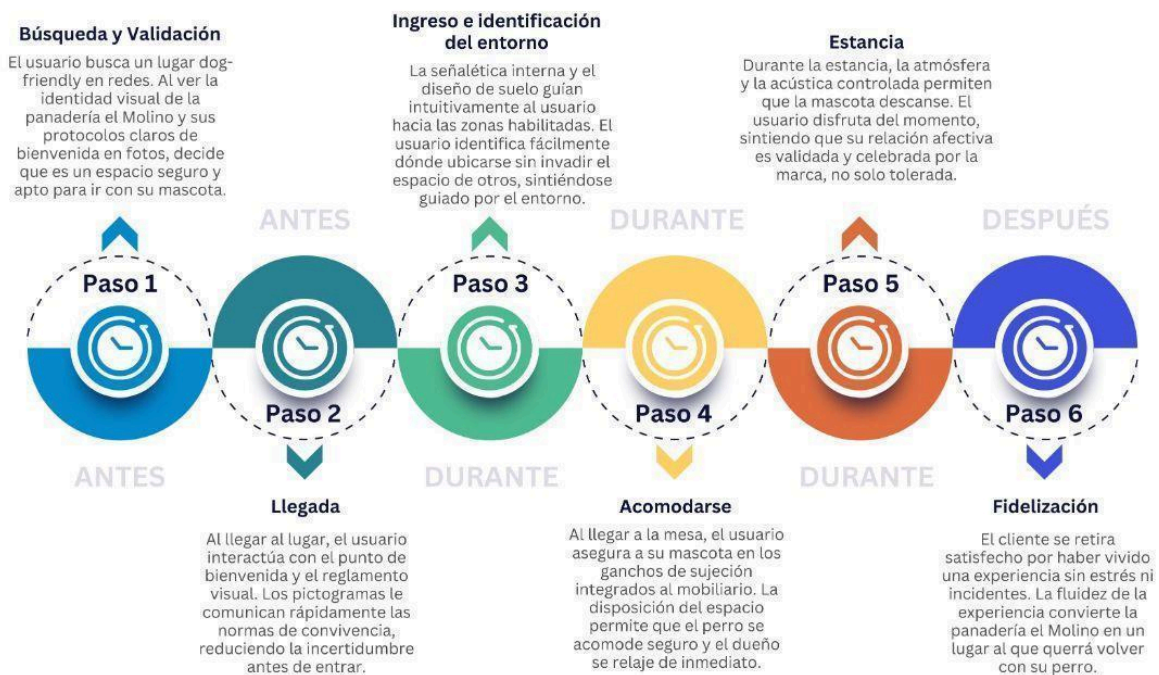 Búsqueda y Validación
El usuario busca un lugar dog-
friendly en redes. Al ver la
identidad visual de la
panadería el Molino y sus
protocolos claros de
bienvenida en fotos, decide
que es un espacio seguro y
apto para ir con su mascota.
Paso 1
ANTES
ANTES
Paso 2
Llegada
Al llegar al lugar, el usuario
interactúa con el punto de
bienvenida y el reglamento
visual. Los pictogramas le
comunican rápidamente las
normas de convivencia,
reduciendo la incertidumbre
antes de entrar.
Ingreso e identificación
del entorno
La señalética interna y el
diseño de suelo guían
intuitivamente al usuario
hacia las zonas habilitadas. El
usuario identifica fácilmente
dónde ubicarse sin invadir el
espacio de otros, sintiéndose
guiado por el entorno.
Paso 3
DURANTE
DURANTE
Paso 4
Acomodarse
Al llegar a la mesa, el usuario
asegura a su mascota en los
ganchos de sujeción
integrados al mobiliario. La
disposición del espacio
permite que el perro se
acomode seguro y el dueño
se relaje de inmediato.
Estancia
Durante la estancia, la atmósfera
y la acústica controlada permiten
que la mascota descanse. El
usuario disfruta del momento,
sintiendo que su relación afectiva
es validada y celebrada por la
marca, no solo tolerada.
Paso 5
DURANTE
DESPUÉS
Paso 6
Fidelización
El cliente se retira
satisfecho por haber vivido
una experiencia sin estrés ni
incidentes. La fluidez de la
experiencia convierte la
panadería el Molino en un
lugar al que querrá volver
con su perro.